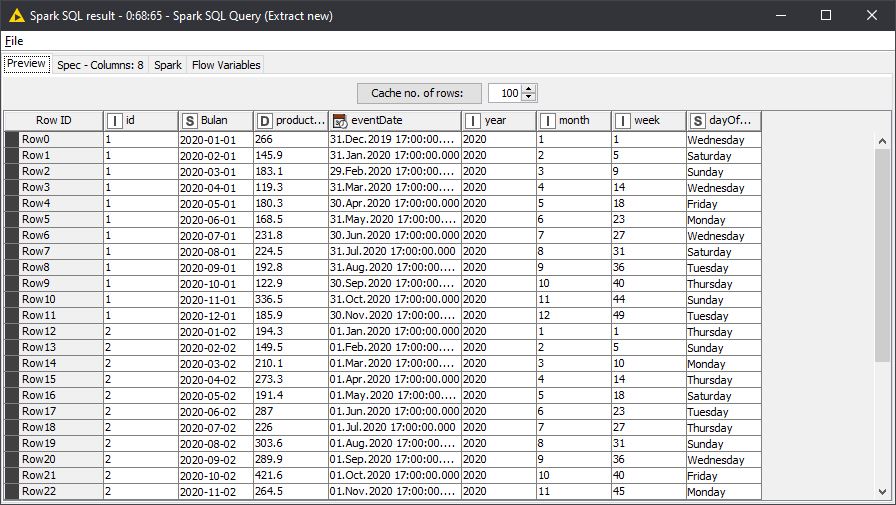 Spark SQL result - 0:68:65 - Spark SQL Query (Extract new)
File
Preview Spec - Columns: 8 Spark Flow Variables
Cache no. of rows: 100
Row ID I id S Bulan D product... eventDate I year I month I week S dayOf...
Row0 1 2020-01-01 266 31.Dec.2019 17:00:00.... 2020 1 1 Wednesday
Row1 1 2020-02-01 145.9 31.Jan.2020 17:00:00.000 2020 2 5 Saturday
Row2 1 2020-03-01 183.1 29.Feb.2020 17:00:00.... 2020 3 9 Sunday
Row3 1 2020-04-01 119.3 31.Mar.2020 17:00:00.... 2020 4 14 Wednesday
Row4 1 2020-05-01 180.3 30.Apr.2020 17:00:00.000 2020 5 18 Friday
Row5 1 2020-06-01 168.5 31.May.2020 17:00:00.... 2020 6 23 Monday
Row6 1 2020-07-01 231.8 30.Jun.2020 17:00:00.... 2020 7 27 Wednesday
Row7 1 2020-08-01 224.5 31.Jul.2020 17:00:00.000 2020 8 31 Saturday
Row8 1 2020-09-01 192.8 31.Aug.2020 17:00:00.... 2020 9 36 Tuesday
Row9 1 2020-10-01 122.9 30.Sep.2020 17:00:00.... 2020 10 40 Thursday
Row10 1 2020-11-01 336.5 31.Oct.2020 17:00:00.000 2020 11 44 Sunday
Row11 1 2020-12-01 185.9 30.Nov.2020 17:00:00.... 2020 12 49 Tuesday
Row12 2 2020-01-02 194.3 01.Jan.2020 17:00:00.000 2020 1 1 Thursday
Row13 2 2020-02-02 149.5 01.Feb.2020 17:00:00.... 2020 2 5 Sunday
Row14 2 2020-03-02 210.1 01.Mar.2020 17:00:00.... 2020 3 10 Monday
Row15 2 2020-04-02 273.3 01.Apr.2020 17:00:00.000 2020 4 14 Thursday
Row16 2 2020-05-02 191.4 01.May.2020 17:00:00.... 2020 5 18 Saturday
Row17 2 2020-06-02 287 01.Jun.2020 17:00:00.000 2020 6 23 Tuesday
Row18 2 2020-07-02 226 01.Jul.2020 17:00:00.000 2020 7 27 Thursday
Row19 2 2020-08-02 303.6 01.Aug.2020 17:00:00.... 2020 8 31 Sunday
Row20 2 2020-09-02 289.9 01.Sep.2020 17:00:00.... 2020 9 36 Wednesday
Row21 2 2020-10-02 421.6 01.Oct.2020 17:00:00.000 2020 10 40 Friday
Row22 2 2020-11-02 264.5 01.Nov.2020 17:00:00.... 2020 11 45 Monday